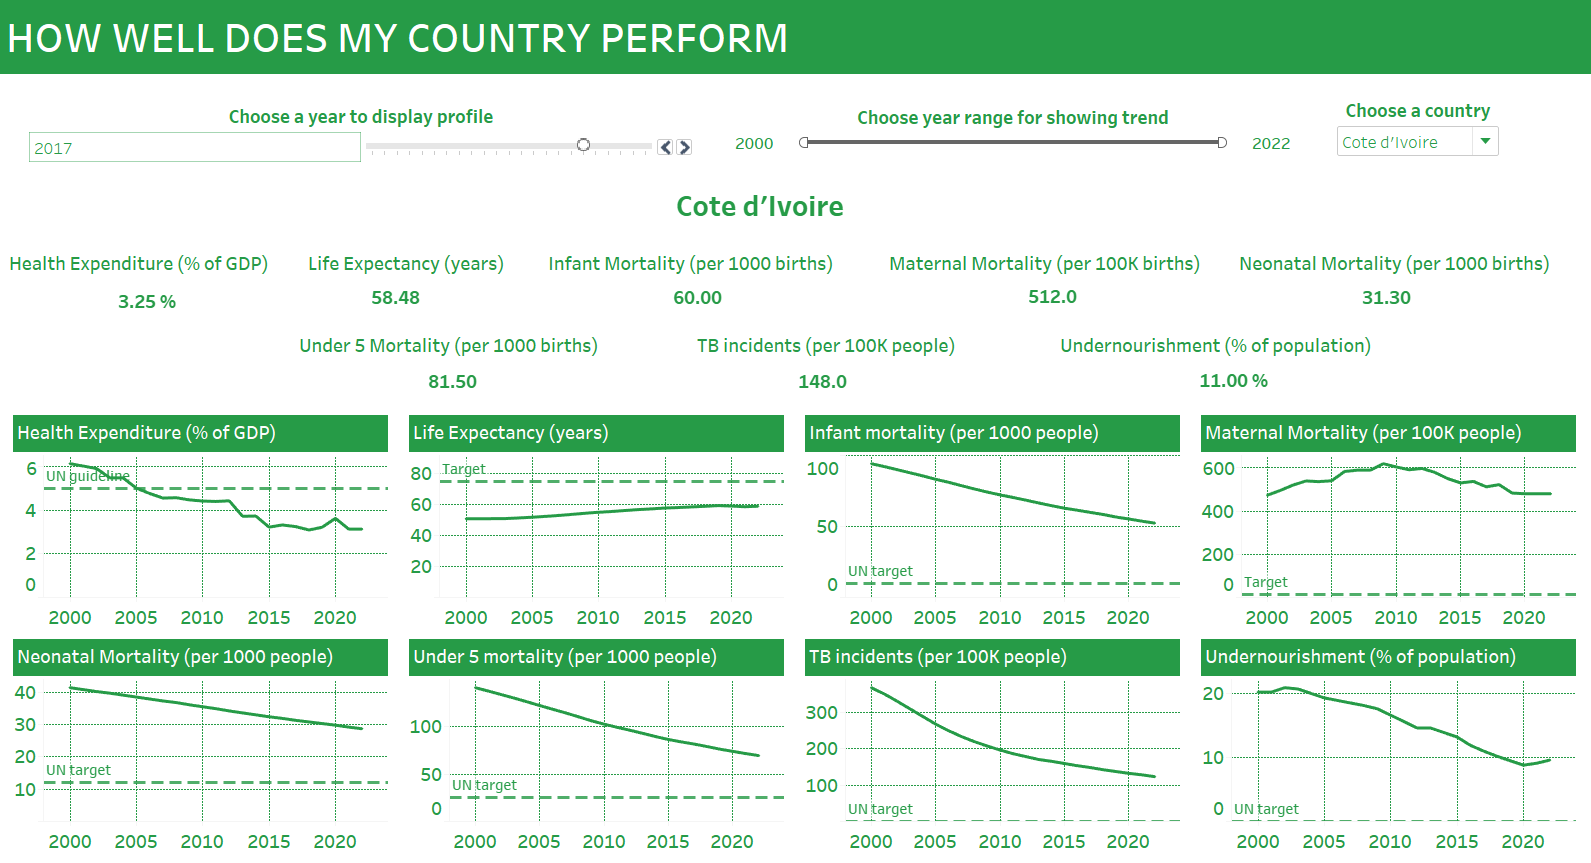 HOW WELL DOES MY COUNTRY PERFORM
Choose a year to display profile
Choose year range for showing trend
Choose a country
2017
2000
2022
Cote d’Ivoire
Cote d’Ivoire
Health Expenditure (% of GDP)
Life Expectancy (years)
Infant Mortality (per 1000 births)
Maternal Mortality (per 100K births)
Neonatal Mortality (per 1000 births)
3.25 %
58.48
60.00
512.0
31.30
Under 5 Mortality (per 1000 births)
TB incidents (per 100K people)
Undernourishment (% of population)
81.50
148.0
11.00 %
Health Expenditure (% of GDP)
6
UN guideline
4
2
0
2000 2005 2010 2015 2020
Life Expectancy (years)
80
Target
60
40
20
2000 2005 2010 2015 2020
Infant mortality (per 1000 people)
100
50
UN target
0
2000 2005 2010 2015 2020
Maternal Mortality (per 100K people)
600
400
200
0
Target
2000 2005 2010 2015 2020
Neonatal Mortality (per 1000 people)
40
30
20
UN target
10
2000 2005 2010 2015 2020
Under 5 mortality (per 1000 people)
100
50
UN target
0
2000 2005 2010 2015 2020
TB incidents (per 100K people)
300
200
100
UN target
2000 2005 2010 2015 2020
Undernourishment (% of population)
20
10
0
UN target
2000 2005 2010 2015 2020